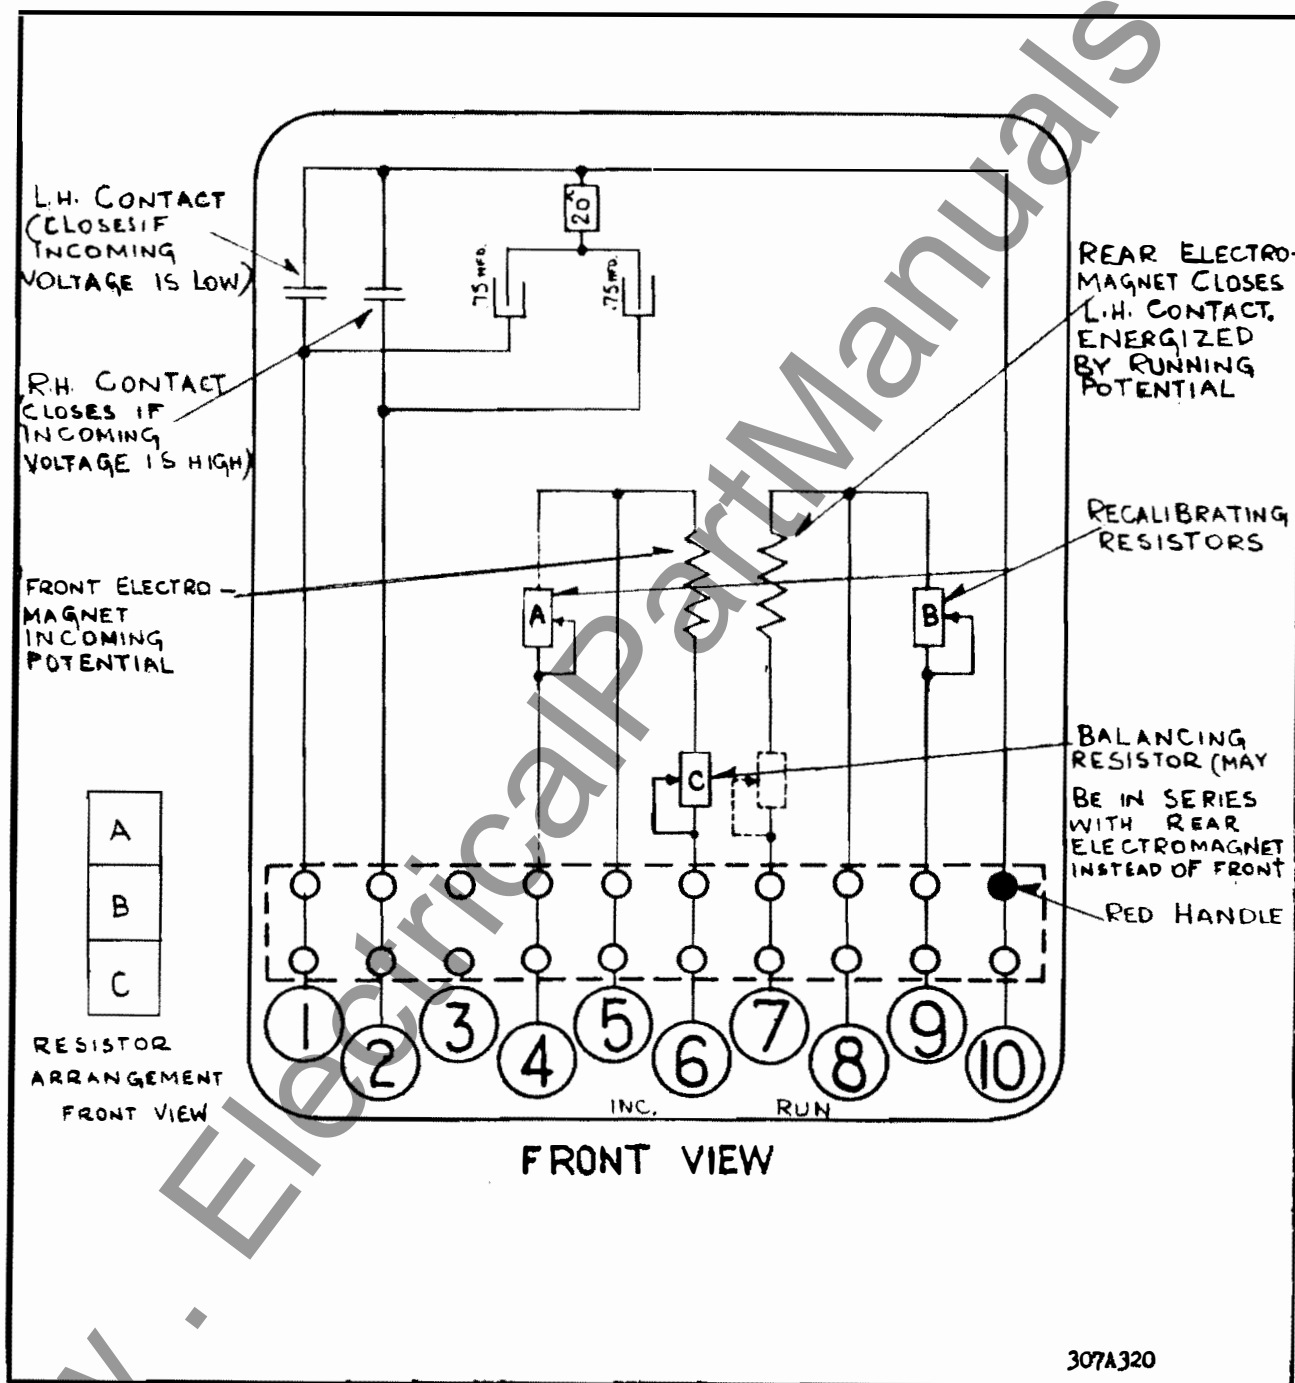 L.H. CONTACT
(CLOSES IF
INCOMING
VOLTAGE IS LOW)
R.H. CONTACT
(CLOSES IF
INCOMING
VOLTAGE IS HIGH)
FRONT ELECTRO-
MAGNET
INCOMING
POTENTIAL
20
.75 MFD.
.75 MFD.
REAR ELECTRO-
MAGNET CLOSES
L.H. CONTACT.
ENERGIZED
BY RUNNING
POTENTIAL
RECALIBRATING
RESISTORS
A
B
C
BALANCING
RESISTOR (MAY
BE IN SERIES
WITH REAR
ELECTROMAGNET
INSTEAD OF FRONT
RED HANDLE
A
B
C
RESISTOR
ARRANGEMENT
FRONT VIEW
1 2 3 4 5 6 7 8 9 10
INC. RUN
FRONT VIEW
307A320
. ElectricalPartManuals